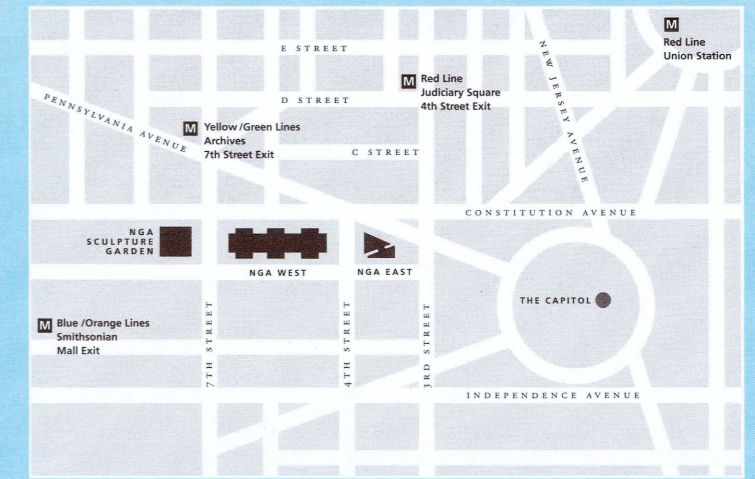 M
Red Line
Union Station
E STREET
NEW JERSEY AVENUE
M Red Line
Judiciary Square
4th Street Exit
D STREET
PENNSYLVANIA AVENUE
M Yellow/Green Lines
Archives
7th Street Exit
C STREET
CONSTITUTION AVENUE
NGA
SCULPTURE
GARDEN
NGA WEST
NGA EAST
THE CAPITOL
M Blue/Orange Lines
Smithsonian
Mall Exit
7TH STREET
4TH STREET
3RD STREET
INDEPENDENCE AVENUE